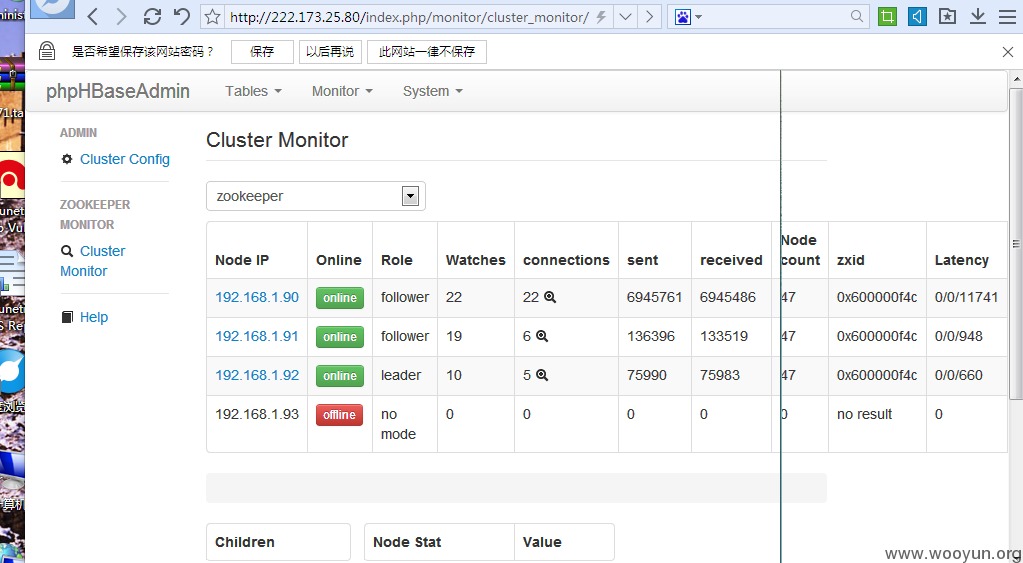 http://222.173.25.80/index.php/monitor/cluster_monitor/
是否希望保存该网站密码？ 保存 以后再说 此网站一律不保存
phpHBaseAdmin Tables Monitor System
ADMIN
Cluster Config
ZOOKEEPER
MONITOR
Cluster
Monitor
Help
Cluster Monitor
zookeeper
Node IP Online Role Watches connections sent received Node count zxid Latency
192.168.1.90 online follower 22 22 6945761 6945486 47 0x600000f4c 0/0/11741
192.168.1.91 online follower 19 6 136396 133519 47 0x600000f4c 0/0/948
192.168.1.92 online leader 10 5 75990 75983 47 0x600000f4c 0/0/660
192.168.1.93 offline no mode 0 0 0 0 0 no result 0
Children Node Stat Value
www.wooyun.org